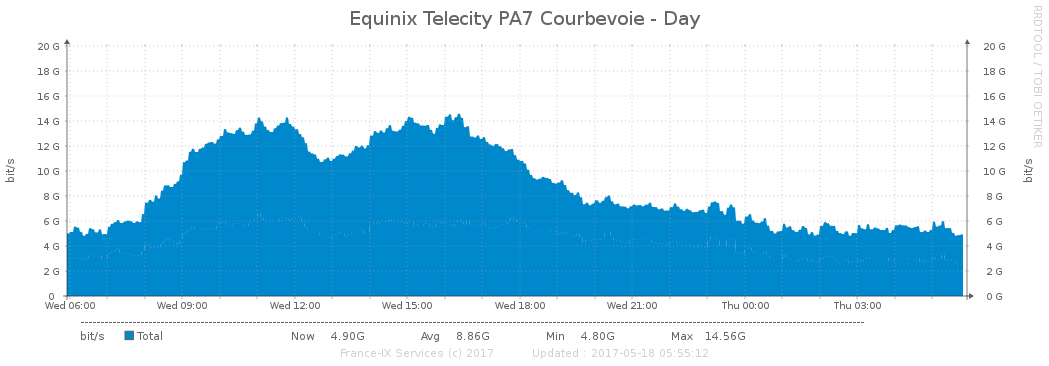 Equinix Telecity PA7 Courbevoie - Day
RRDTOOL / TOBI OETIKER
20 G 20 G
18 G 18 G
16 G 16 G
14 G 14 G
12 G 12 G
10 G 10 G
8 G 8 G
6 G 6 G
4 G 4 G
2 G 2 G
0 0 G
bit/s
bit/s
Wed 06:00 Wed 09:00 Wed 12:00 Wed 15:00 Wed 18:00 Wed 21:00 Thu 00:00 Thu 03:00
bit/s Total Now 4.90G Avg 8.86G Min 4.80G Max 14.56G
France-IX Services (c) 2017 Updated : 2017-05-18 05:55:12